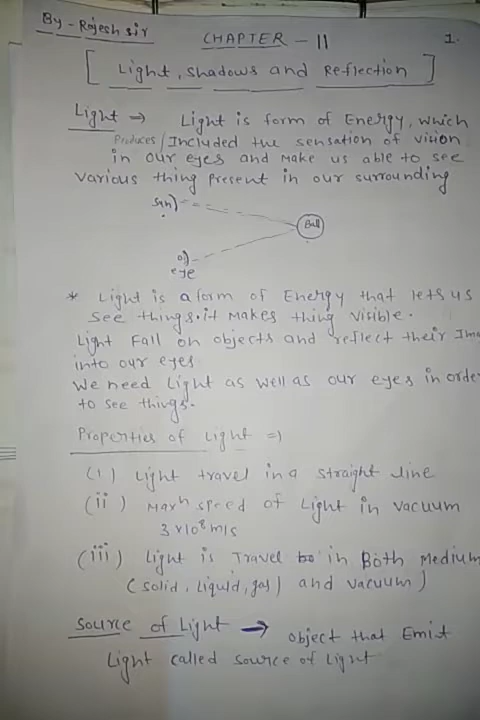 By - Rajesh sir
CHAPTER - 11
1.
[ Light, Shadows and Reflection ]
Light → Light is form of Energy, which
Produces / Included the sensation of vision
in our eyes and make us able to see
various thing present in our surrounding
Sun
Ball
eye
* Light is a form of Energy that lets us
see things. it makes thing visible.
Light Fall on objects and reflect their Ima
into our eyes
We need Light as well as our eyes in orde
to see things.
Properties of Light ⇒
(i) Light travel in a straight line
(ii) Maxn speed of Light in vacuum
3 x 10⁸ m/s
(iii) Light is Travel in Both Medium
(solid, liquid, gas) and vacuum)
Source of Light → object that Emist
Light called source of Light